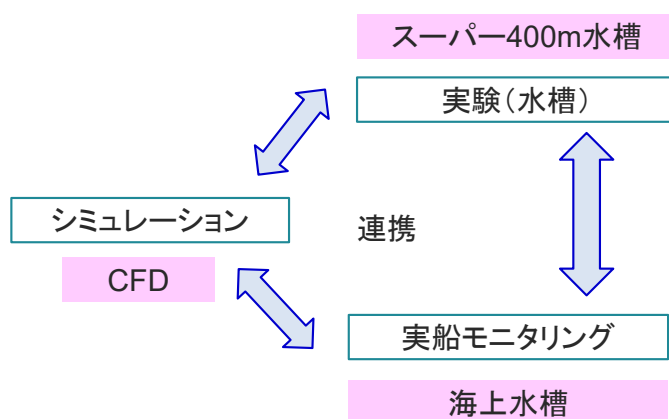 スーパー400m水槽
実験(水槽)
シミュレーション
連携
CFD
実船モニタリング
海上水槽